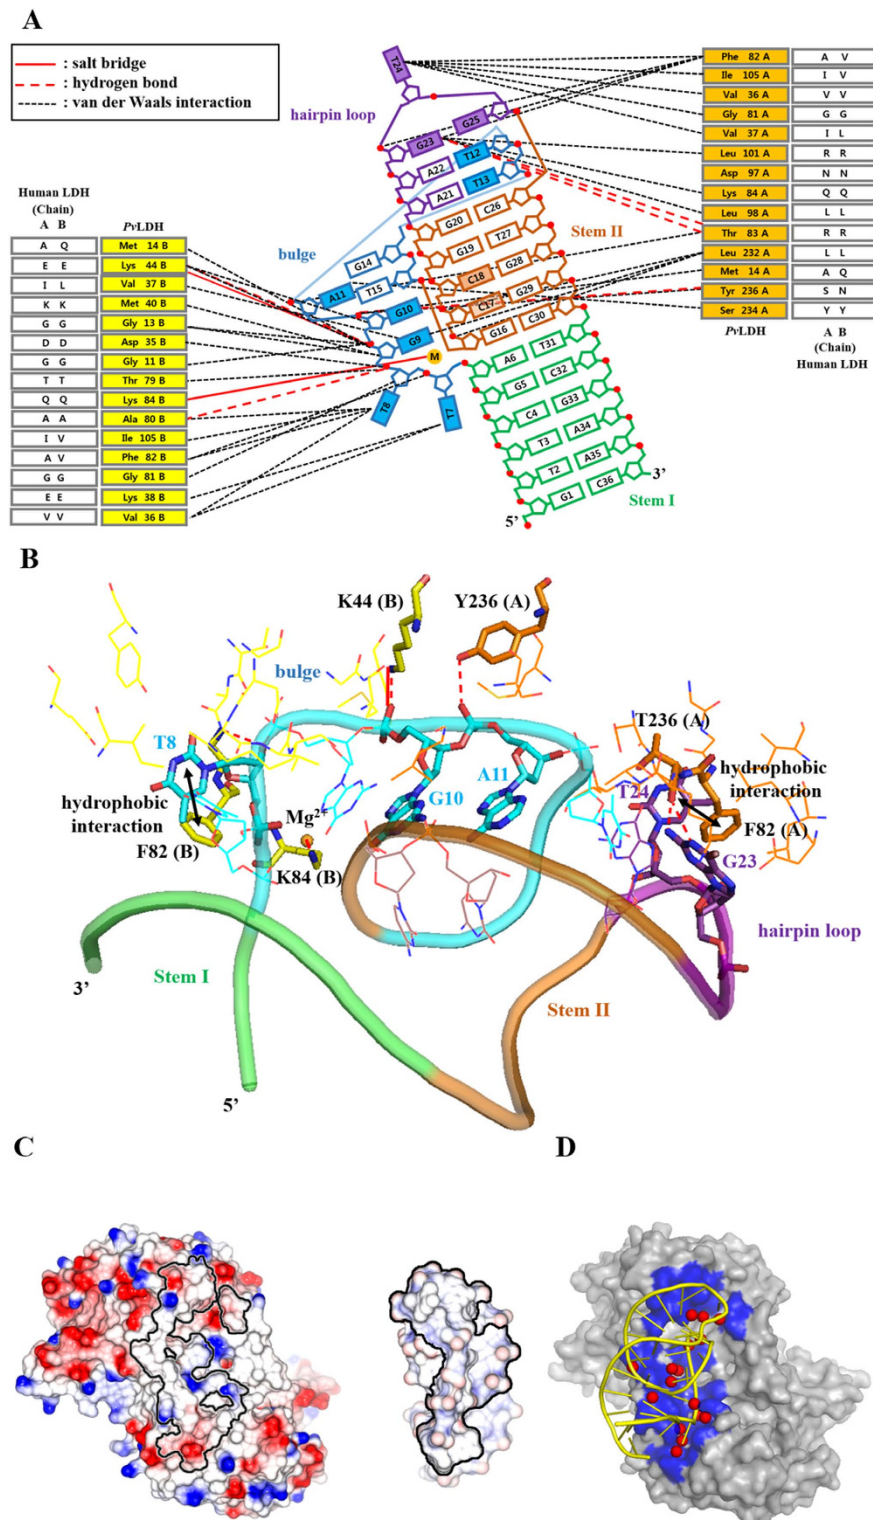 A
: salt bridge
: hydrogen bond
: van der Waals interaction
hairpin loop
T24
G23
G25
A22
T12
A21
T13
G20
C26
G19
T27
C18
G28
C17
G29
G16
C30
Stem II
bulge
G14
A11
T15
G10
G9
M
T8
T7
A6
T31
G5
C32
C4
G33
T3
A34
T2
A35
G1
C36
3’
5’
Stem I
Human LDH
(Chain)
A B
PvLDH
A Q Met 14 B
E E Lys 44 B
I L Val 37 B
K K Met 40 B
G G Gly 13 B
D D Asp 35 B
G G Gly 11 B
T T Thr 79 B
Q Q Lys 84 B
A A Ala 80 B
I V Ile 105 B
A V Phe 82 B
G G Gly 81 B
E E Lys 38 B
V V Val 36 B
Phe 82 A A V
Ile 105 A I V
Val 36 A V V
Gly 81 A G G
Val 37 A I L
Leu 101 A R R
Asp 97 A N N
Lys 84 A Q Q
Leu 98 A L L
Thr 83 A R R
Leu 232 A L L
Met 14 A A Q
Tyr 236 A S N
Ser 234 A Y Y
PvLDH
A B
(Chain)
Human LDH
B
K44 (B)
Y236 (A)
bulge
T8
T236 (A)
hydrophobic
interaction
A11
T24
hydrophobic
interaction
Mg2+
G10
F82 (B)
F82 (A)
K84 (B)
G23
hairpin loop
Stem I
Stem II
3’
5’
C
D